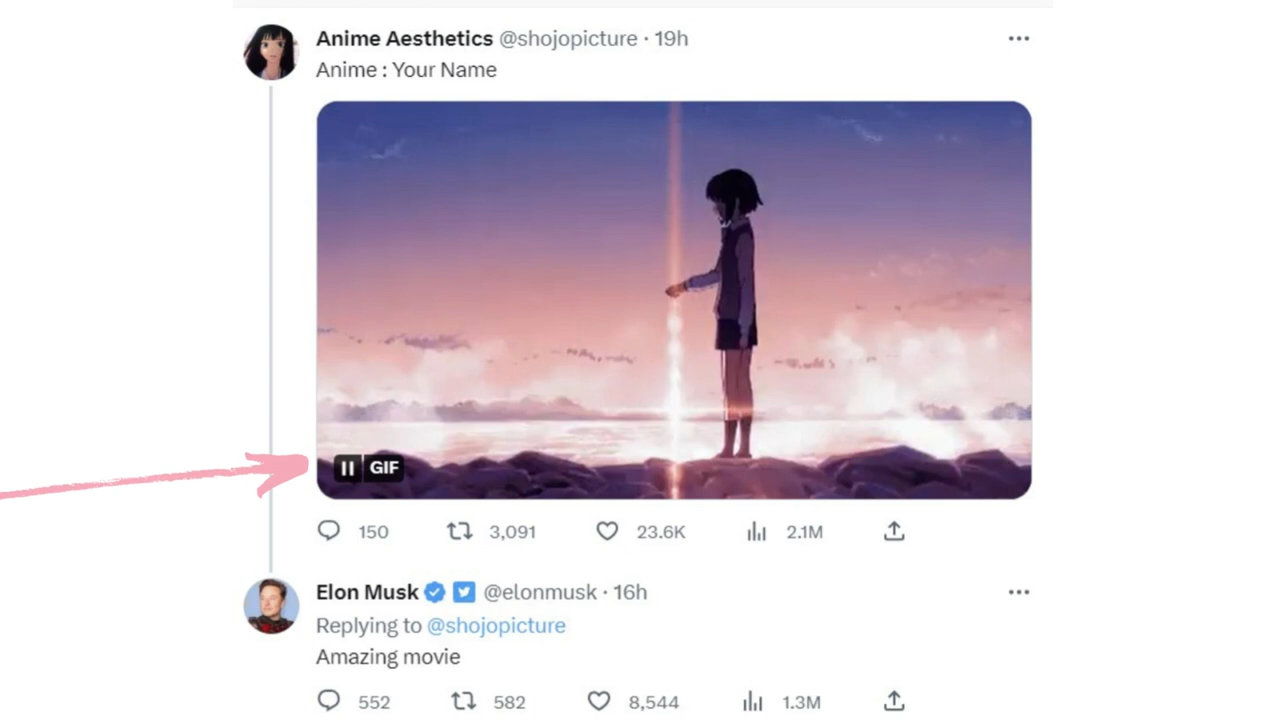 Anime Aesthetics @shojopicture · 19h
Anime : Your Name
GIF
150 3,091 23.6K 2.1M
Elon Musk @elonmusk · 16h
Replying to @shojopicture
Amazing movie
552 582 8,544 1.3M